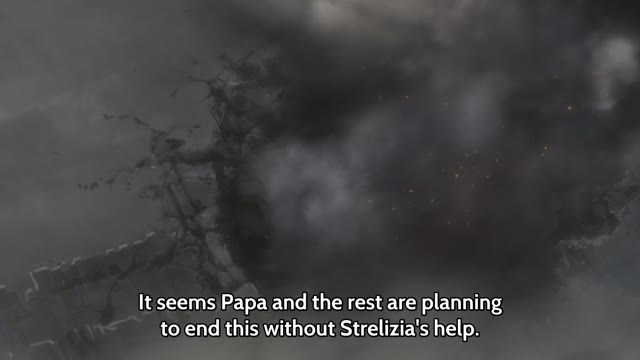 It seems Papa and the rest are planning
to end this without Strelizia's help.